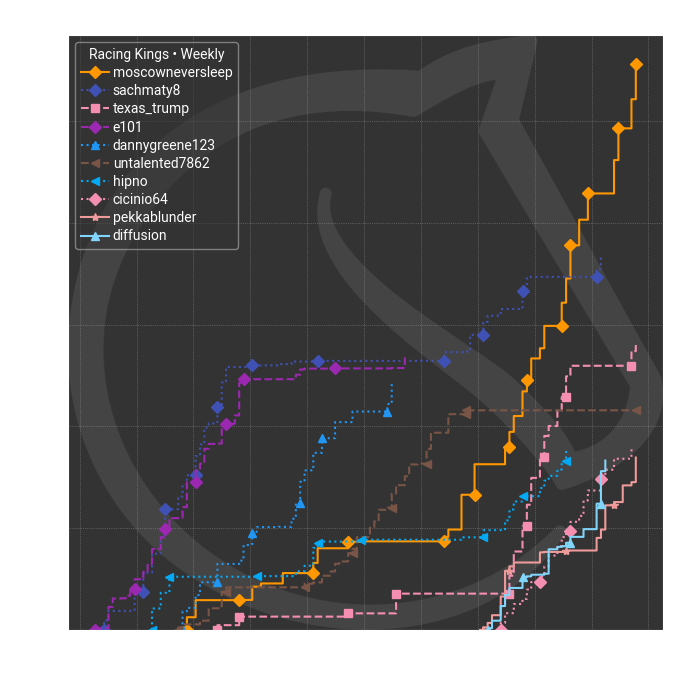 Racing Kings • Weekly
moscowneversleep
sachmaty8
texas_trump
e101
dannygreene123
untalented7862
hipno
cicinio64
pekkablunder
diffusion